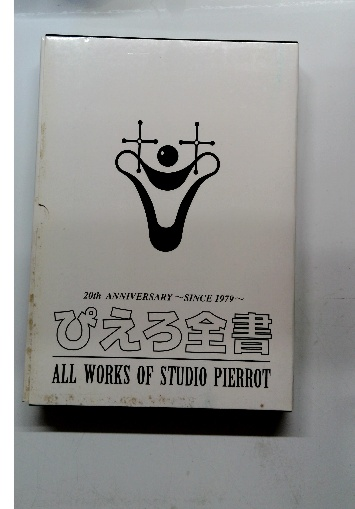 20th ANNIVERSARY ～SINCE 1979～
ぴえろ全書
ALL WORKS OF STUDIO PIERROT